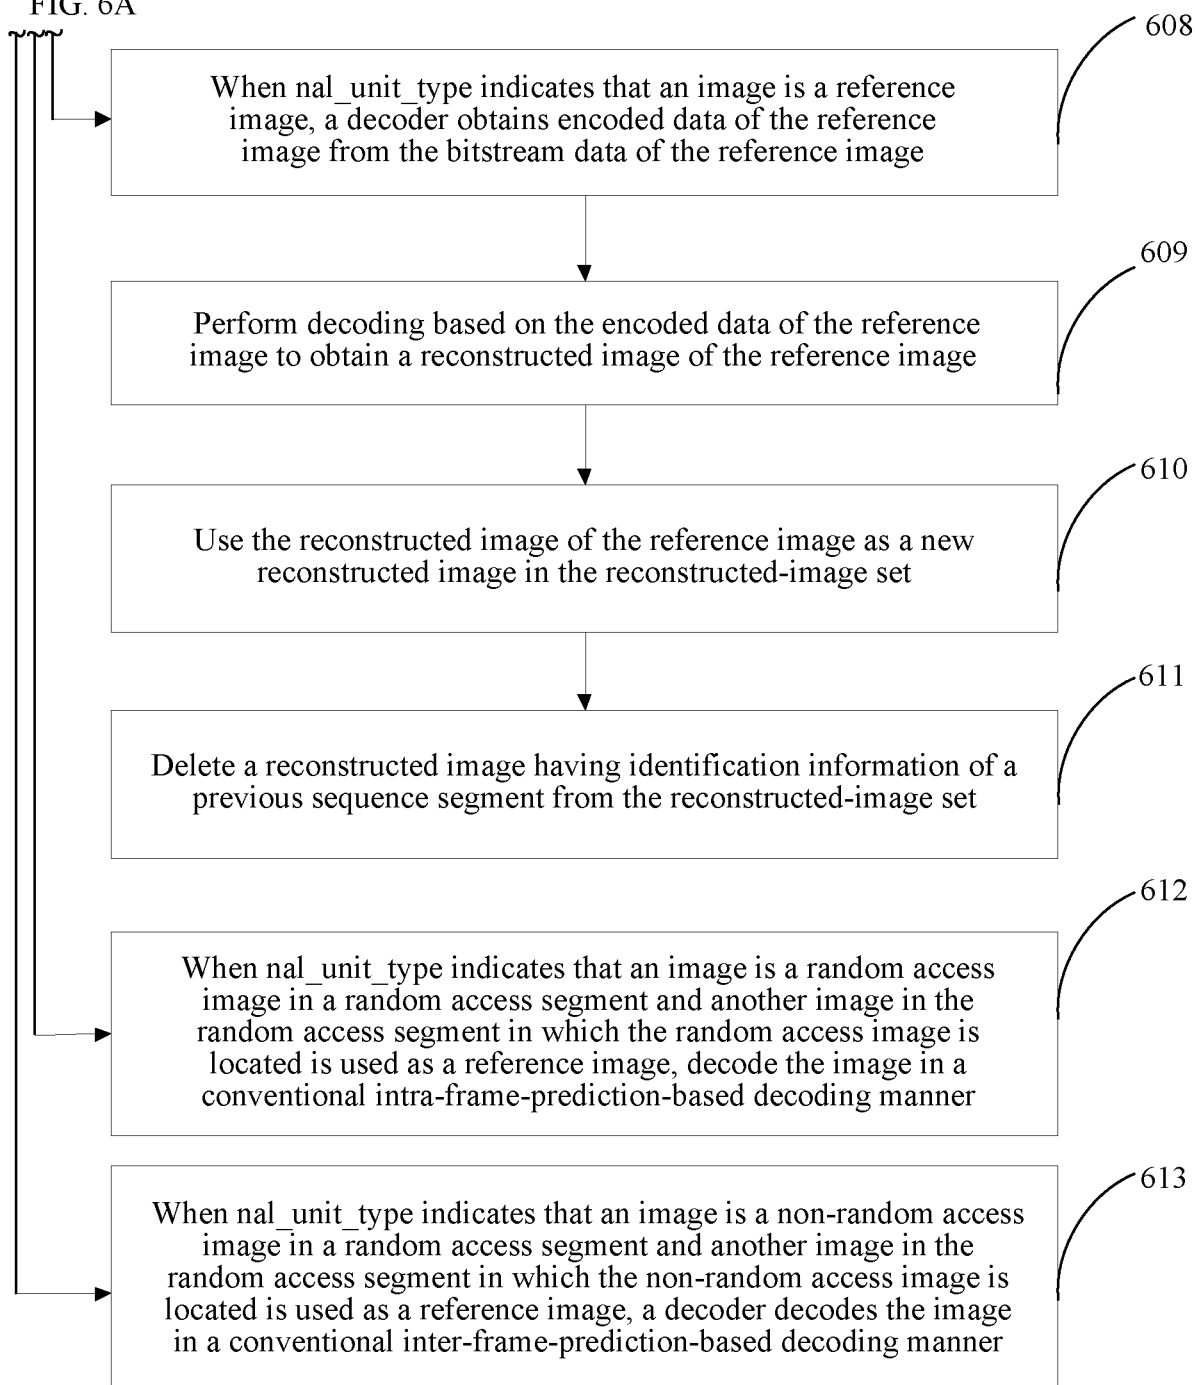 FIG. 6A
608
When nal_unit_type indicates that an image is a reference
image, a decoder obtains encoded data of the reference
image from the bitstream data of the reference image
609
Perform decoding based on the encoded data of the reference
image to obtain a reconstructed image of the reference image
610
Use the reconstructed image of the reference image as a new
reconstructed image in the reconstructed-image set
611
Delete a reconstructed image having identification information of a
previous sequence segment from the reconstructed-image set
612
When nal_unit_type indicates that an image is a random access
image in a random access segment and another image in the
random access segment in which the random access image is
located is used as a reference image, decode the image in a
conventional intra-frame-prediction-based decoding manner
613
When nal_unit_type indicates that an image is a non-random access
image in a random access segment and another image in the
random access segment in which the non-random access image is
located is used as a reference image, a decoder decodes the image
in a conventional inter-frame-prediction-based decoding manner